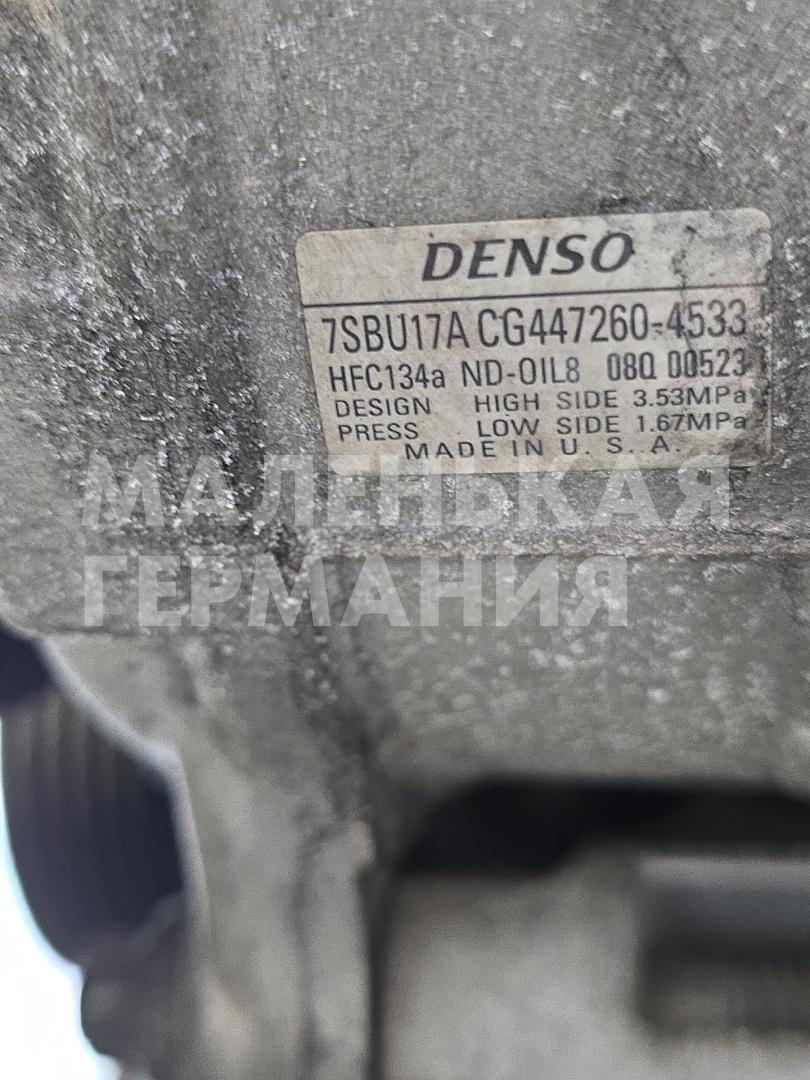 DENSO
7SBU17A CG447260-4533
HFC134a ND-OIL8 08Q 00523
DESIGN HIGH SIDE 3.53MPa
PRESS LOW SIDE 1.67MPa
MADE IN U. S. A.
МАЛЕНЬКАЯ
ГЕРМАНИЯ